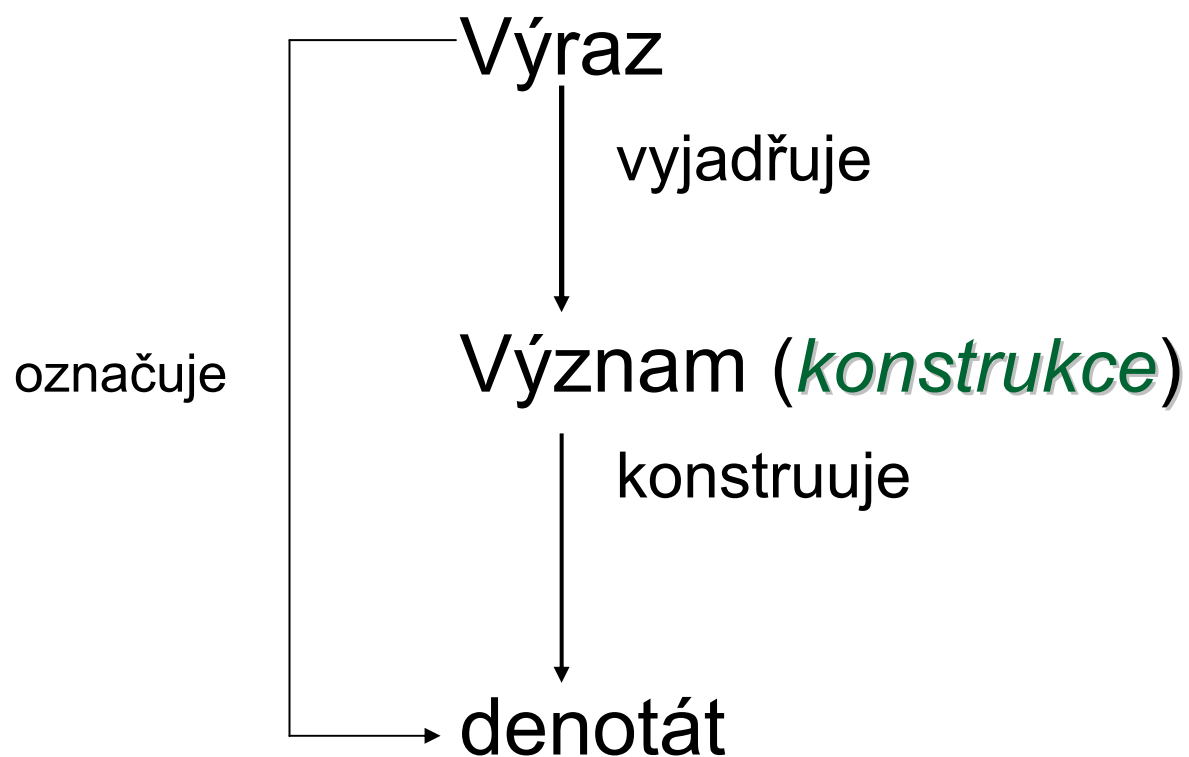 Výraz
vyjadřuje
označuje
Význam (konstrukce)
konstruuje
denotát